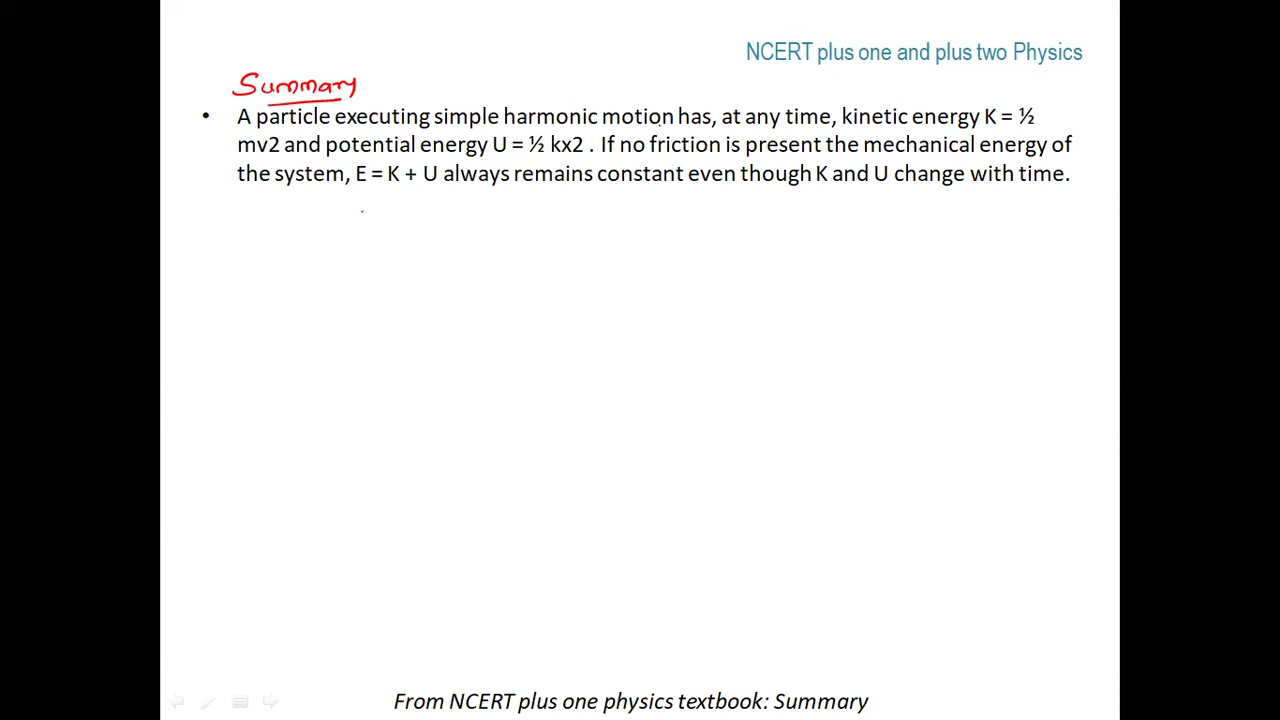 NCERT plus one and plus two Physics
Summary
• A particle executing simple harmonic motion has, at any time, kinetic energy K = ½
mv2 and potential energy U = ½ kx2 . If no friction is present the mechanical energy of
the system, E = K + U always remains constant even though K and U change with time.
From NCERT plus one physics textbook: Summary